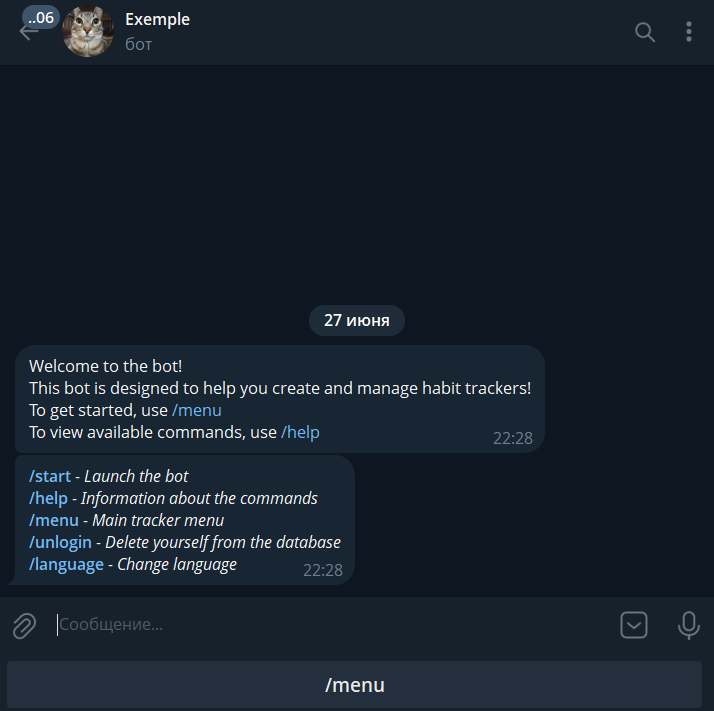 ..06
Exemple
бот
27 июня
Welcome to the bot!
This bot is designed to help you create and manage habit trackers!
To get started, use /menu
To view available commands, use /help
22:28
/start - Launch the bot
/help - Information about the commands
/menu - Main tracker menu
/unlogin - Delete yourself from the database
/language - Change language
22:28
Сообщение...
/menu